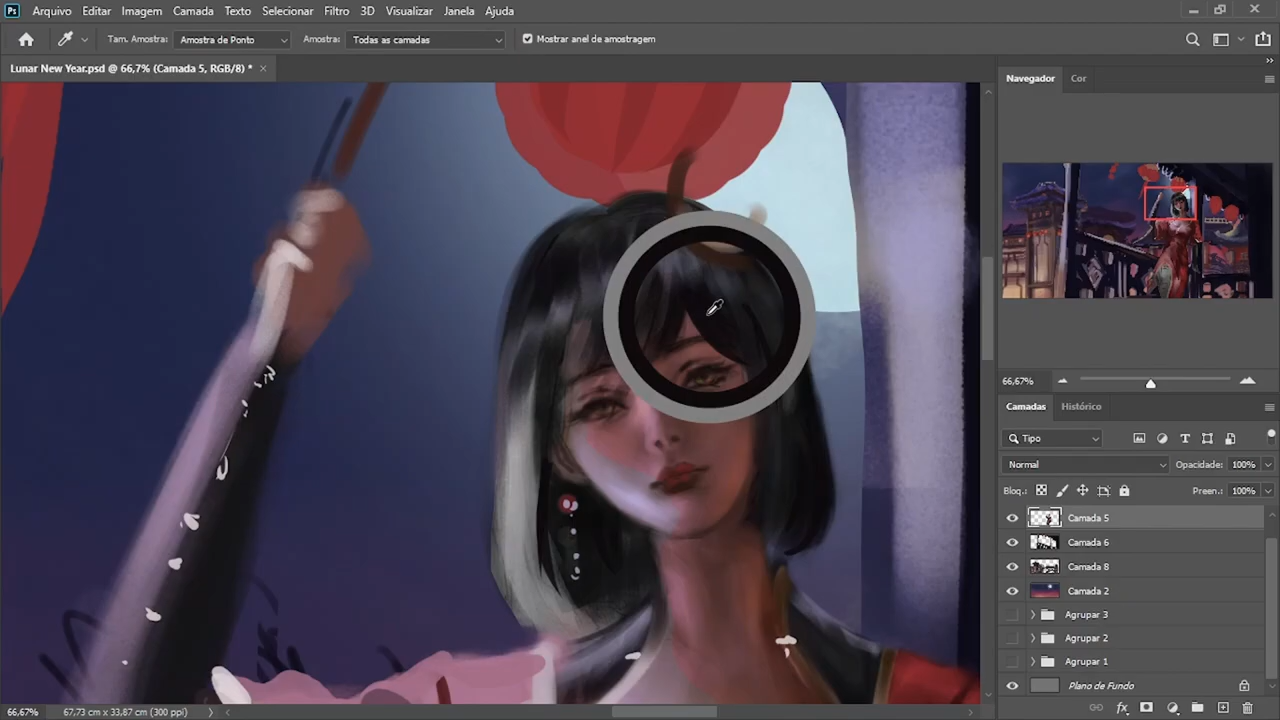 Ps Arquivo Editar Imagem Camada Texto Selecionar Filtro 3D Visualizar Janela Ajuda
Tam. Amostra: Amostra de Ponto Amostra: Todas as camadas Mostrar anel de amostragem
Lunar New Year.psd @ 66,7% (Camada 5, RGB/8) * ×
Navegador Cor
66,67%
Camadas Histórico
Tipo
Normal Opacidade: 100%
Bloq.: Preen.: 100%
Camada 5
Camada 6
Camada 8
Camada 2
Agrupar 3
Agrupar 2
Agrupar 1
Plano de Fundo
66,67% 67,73 cm x 33,87 cm (300 ppi)
fx